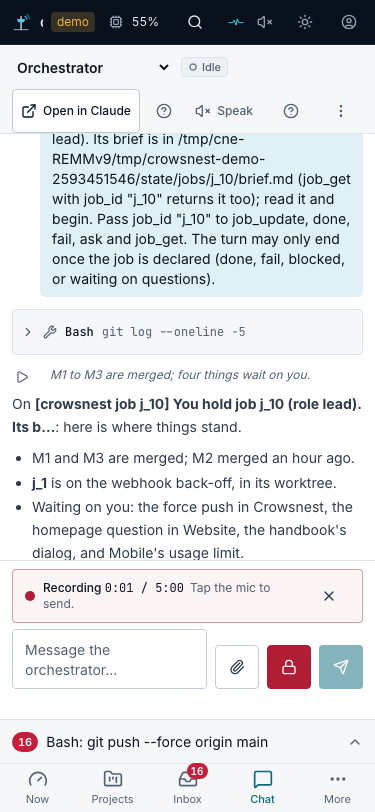 demo 55%
Orchestrator Idle
Open in Claude Speak
lead). Its brief is in /tmp/cne-
REMMv9/tmp/crowsnest-demo-
2593451546/state/jobs/j_10/brief.md (job_get
with job_id "j_10" returns it too); read it and
begin. Pass job_id "j_10" to job_update, done,
fail, ask and job_get. The turn may only end
once the job is declared (done, fail, blocked,
or waiting on questions).
Bash git log --oneline -5
M1 to M3 are merged; four things wait on you.
On [crowsnest job j_10] You hold job j_10 (role lead).
Its b…: here is where things stand.
• M1 and M3 are merged; M2 merged an hour ago.
• j_1 is on the webhook back-off, in its worktree.
• Waiting on you: the force push in Crowsnest, the
homepage question in Website, the handbook's
dialog, and Mobile's usage limit.
Recording 0:01 / 5:00 Tap the mic to
send.
Message the
orchestrator...
16 Bash: git push --force origin main
16
Now Projects Inbox Chat More